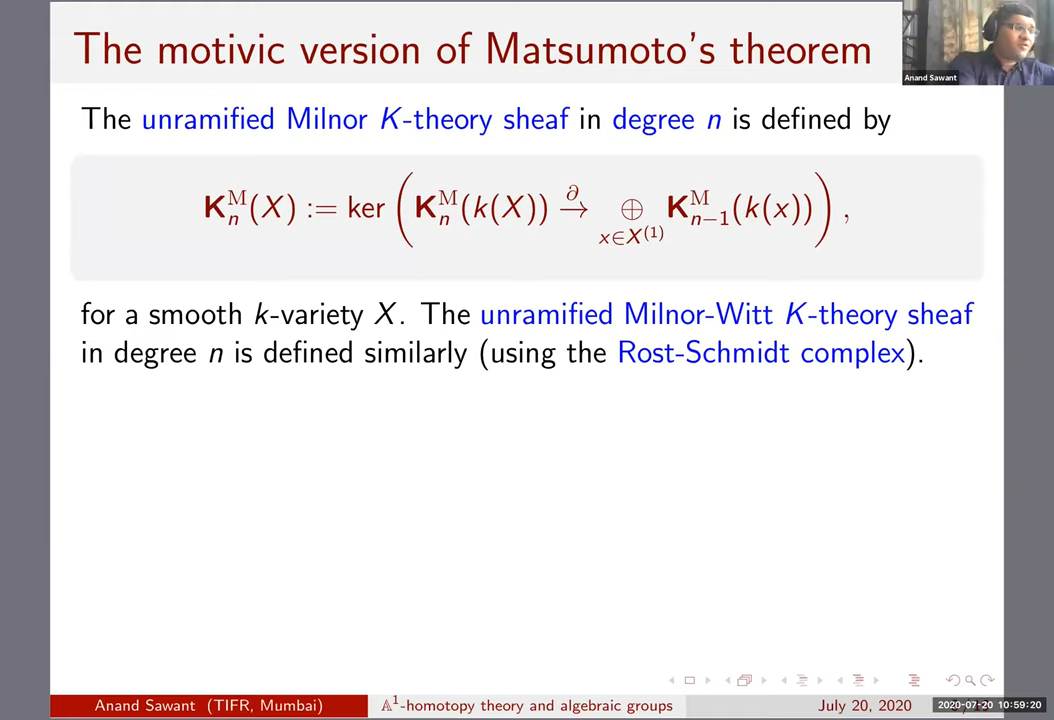 The motivic version of Matsumoto's theorem
Anand Sawant
The unramified Milnor K-theory sheaf in degree n is defined by
K_n^M(X) := ker ( K_n^M(k(X)) →^∂ ⊕_{x∈X^{(1)}} K_{n−1}^M(k(x)) ) ,
for a smooth k-variety X. The unramified Milnor-Witt K-theory sheaf
in degree n is defined similarly (using the Rost-Schmidt complex).
Anand Sawant (TIFR, Mumbai)
𝔸^1-homotopy theory and algebraic groups
July 20, 2020
2020-07-20 10:59:20